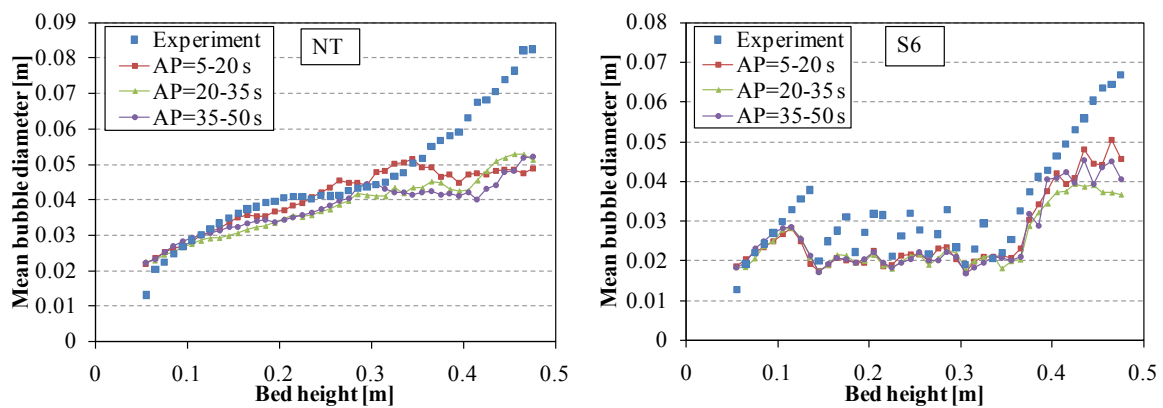 0.09
0.08
0.07
0.06
0.05
0.04
0.03
0.02
0.01
0
Mean bubble diameter [m]
Experiment
AP=5-20 s
AP=20-35 s
AP=35-50 s
NT
0 0.1 0.2 0.3 0.4 0.5
Bed height [m]
0.08
0.07
0.06
0.05
0.04
0.03
0.02
0.01
0
Mean bubble diameter [m]
Experiment
AP=5-20 s
AP=20-35 s
AP=35-50 s
S6
0 0.1 0.2 0.3 0.4 0.5
Bed height [m]